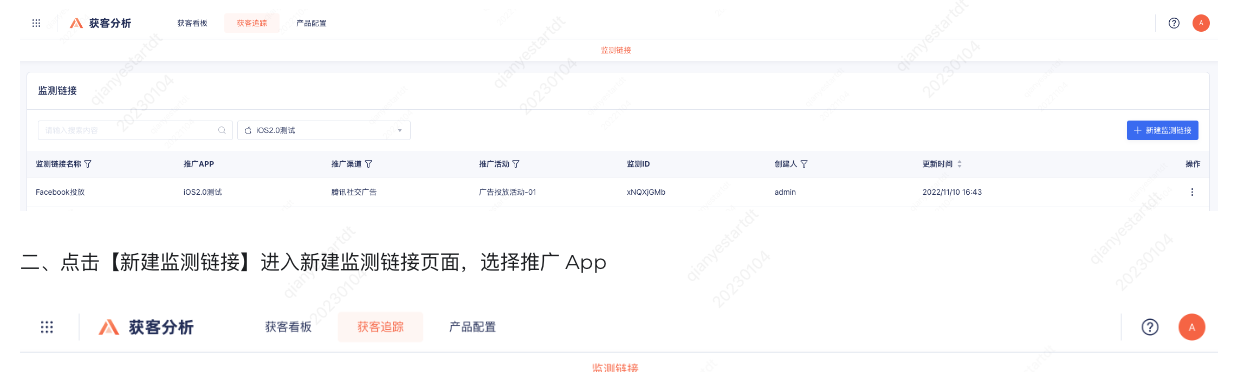 获客分析 获客看板 获客追踪 产品配置 A
监测链接
监测链接
请输入搜索内容 iOS2.0测试 + 新建监测链接
监测链接名称 推广APP 推广渠道 推广活动 监测ID 创建人 更新时间 操作
Facebook投放 iOS2.0测试 腾讯社交广告 广告投放活动-01 xNQXjGMb admin 2022/11/10 16:43
二、点击【新建监测链接】进入新建监测链接页面，选择推广 App
获客分析 获客看板 获客追踪 产品配置 A
监测链接
qianyestartdt
20230104